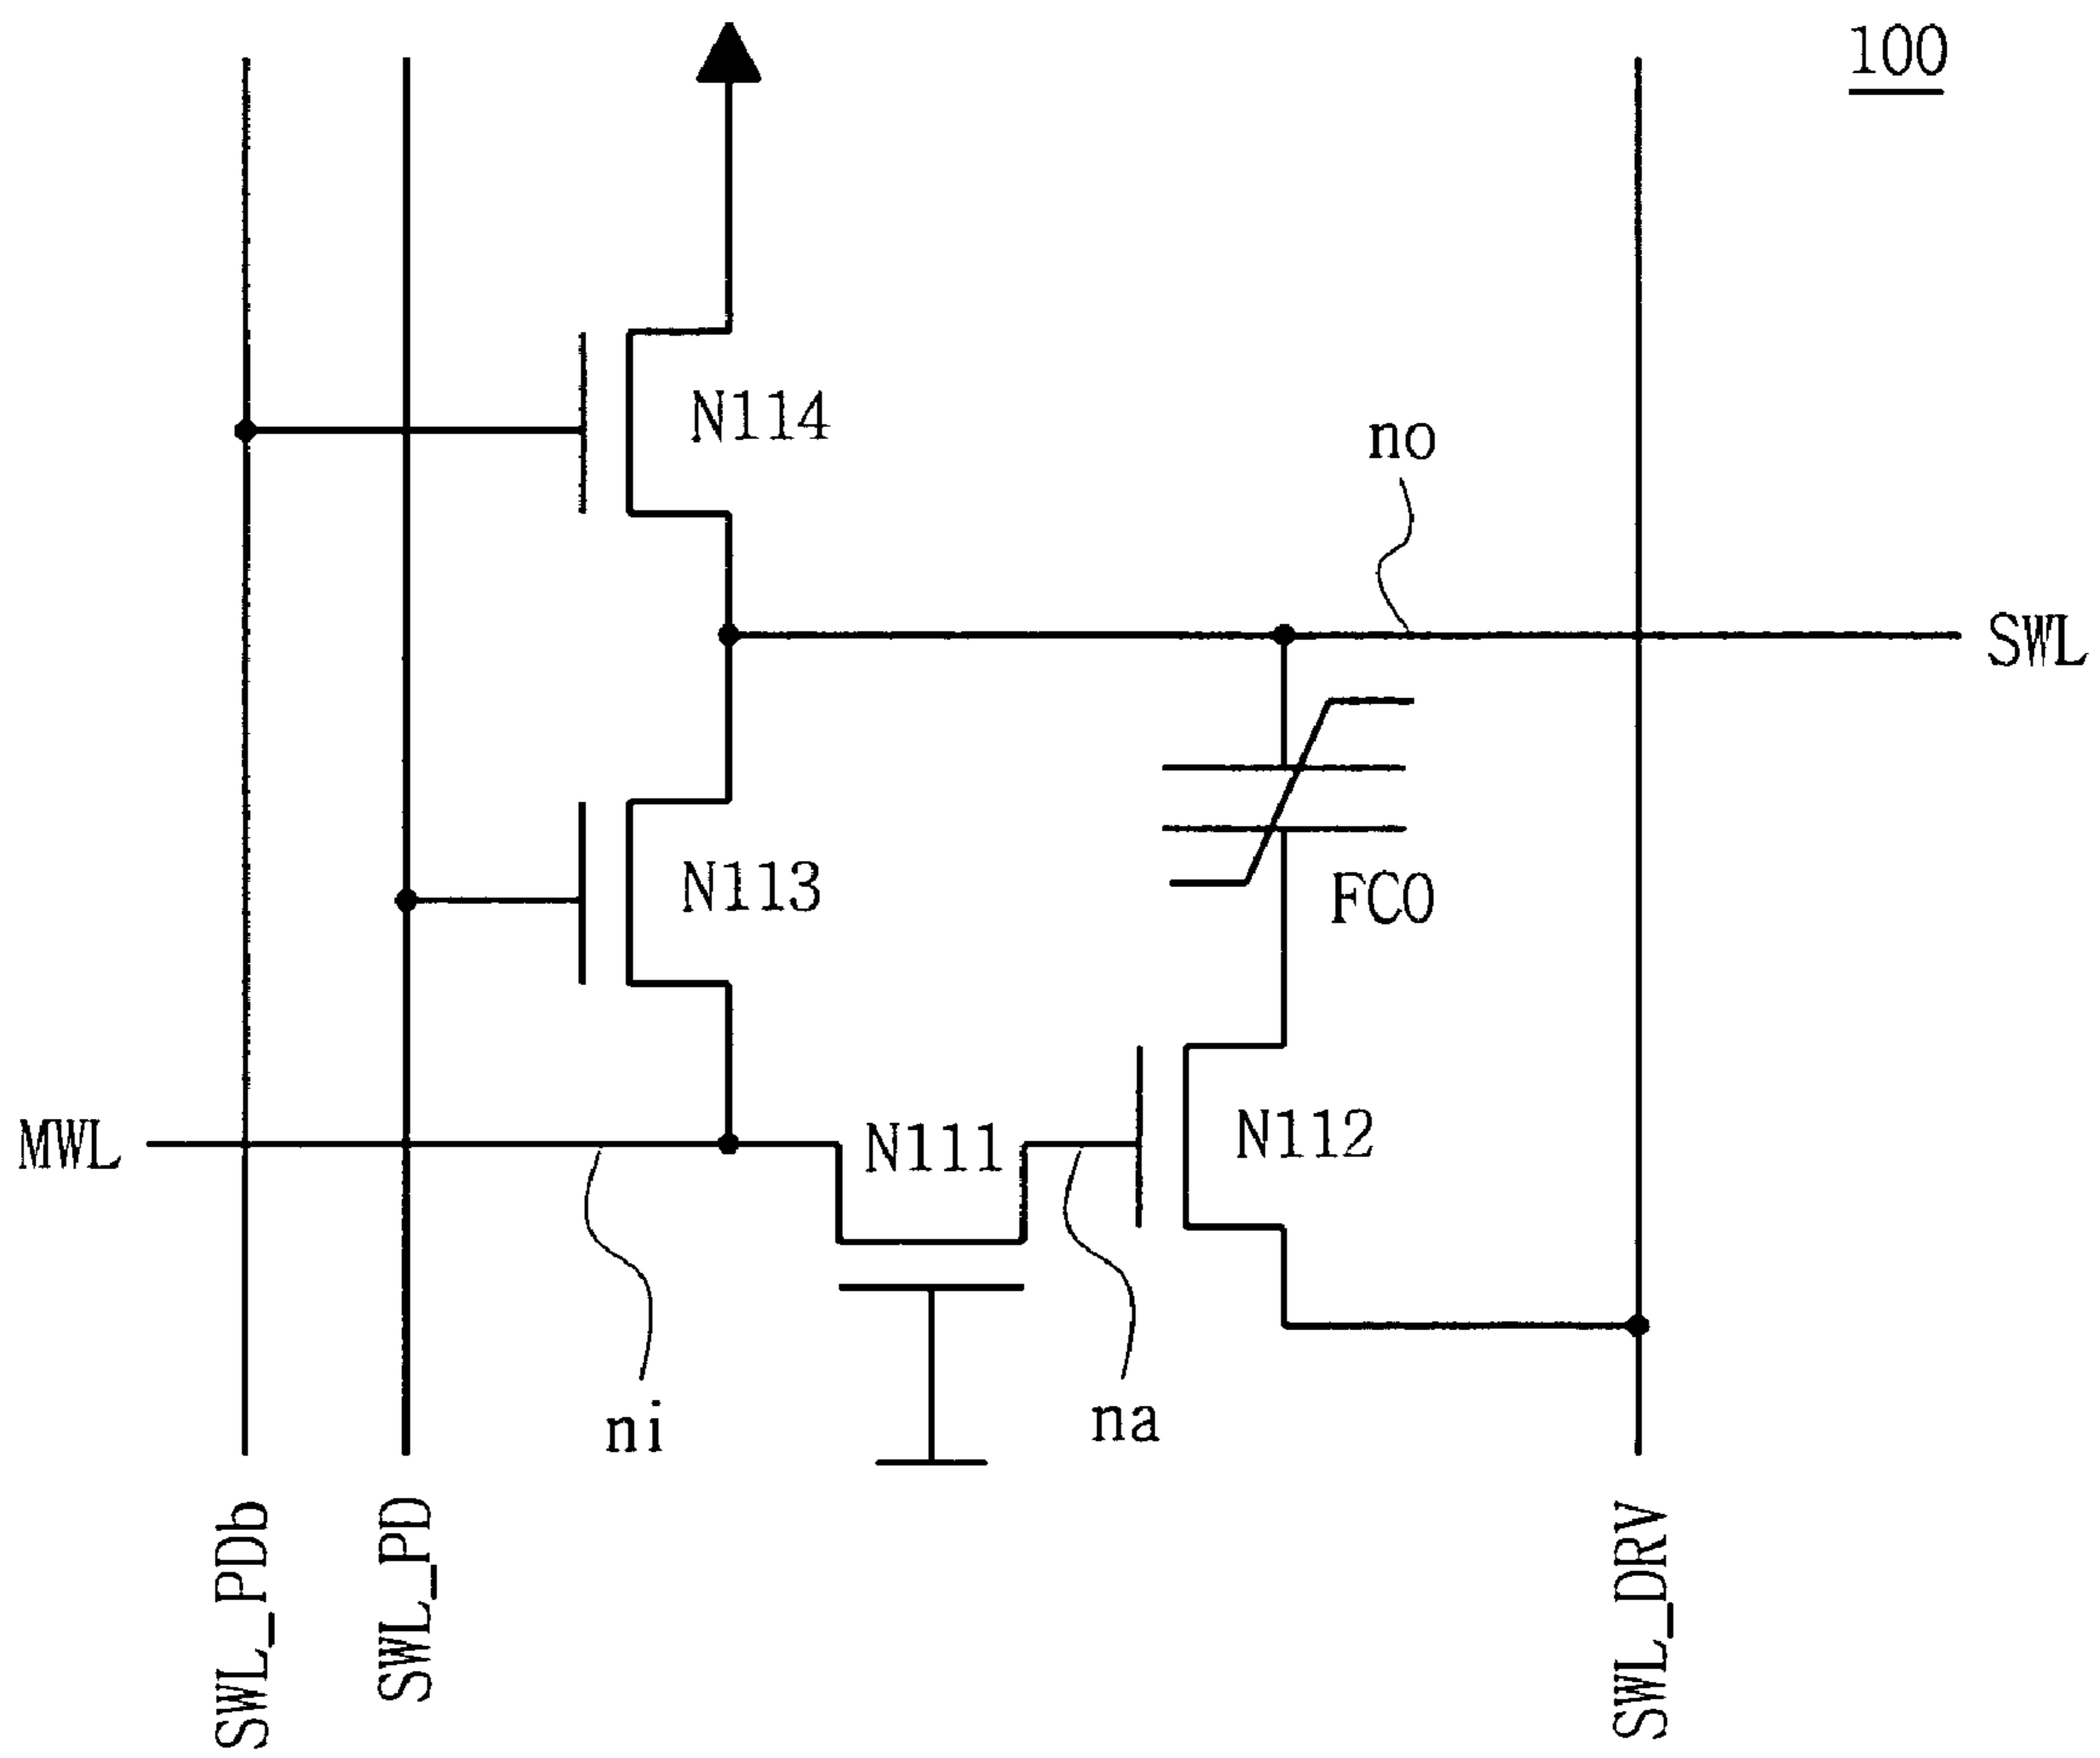 100
N114
no
SWL
N113
FC0
MWL
N111
N112
ni
na
SWL_PDb
SWL_PD
SWL_DRV